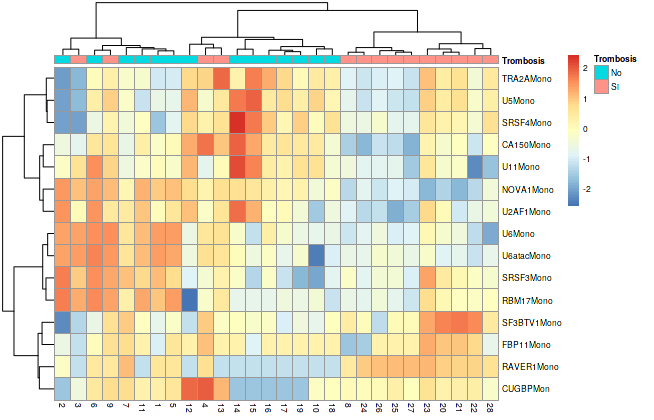 Trombosis
TRA2AMono
U5Mono
SRSF4Mono
CA150Mono
U11Mono
NOVA1Mono
U2AF1Mono
U6Mono
U6atacMono
SRSF3Mono
RBM17Mono
SF3BTV1Mono
FBP11Mono
RAVER1Mono
CUGBPMon
2 3 6 9 7 11 1 5 12 4 13 14 15 16 17 19 10 18 8 24 26 25 27 23 20 21 22 28
2
1
0
-1
-2
Trombosis
No
SI